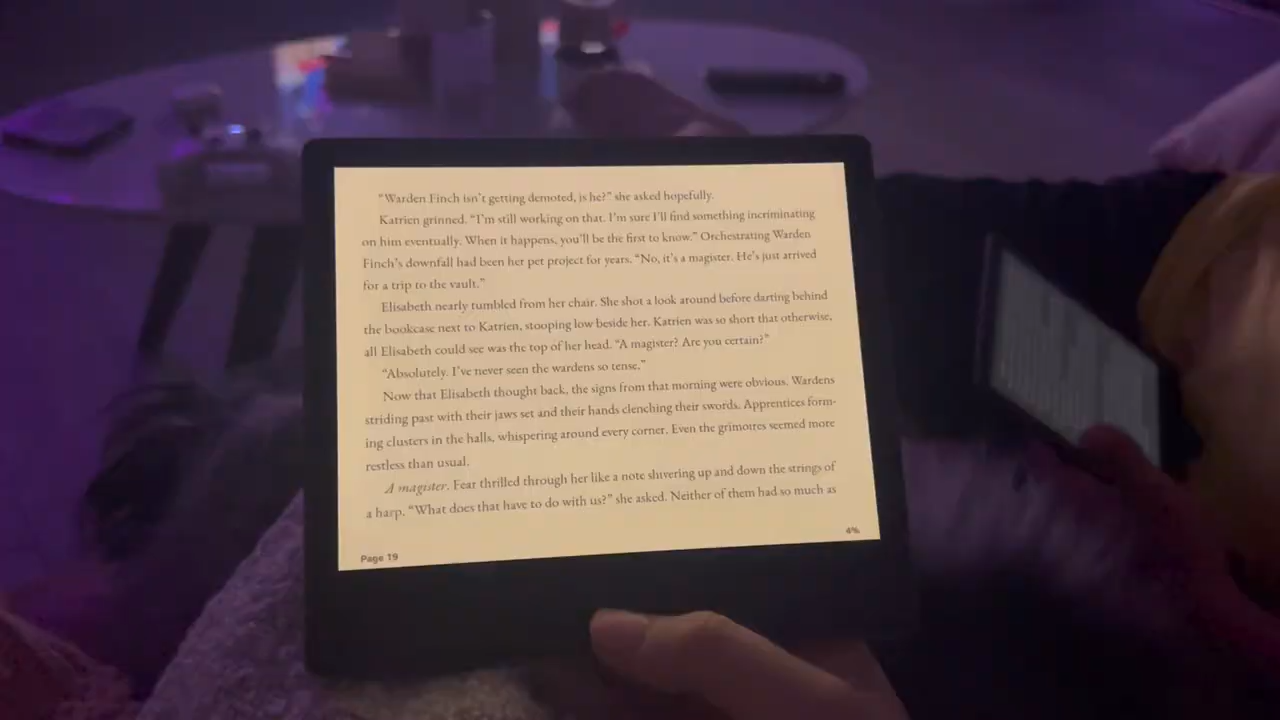 “Warden Finch isn’t getting demoted, is he?” she asked hopefully.
Katrien grinned. “I’m still working on that. I’m sure I’ll find something incriminating
on him eventually. When it happens, you’ll be the first to know.” Orchestrating Warden
Finch’s downfall had been her pet project for years. “No, it’s a magister. He’s just arrived
for a trip to the vault.”
Elisabeth nearly tumbled from her chair. She shot a look around before darting behind
the bookcase next to Katrien, stooping low beside her. Katrien was so short that otherwise,
all Elisabeth could see was the top of her head. “A magister? Are you certain?”
“Absolutely. I’ve never seen the wardens so tense.”
Now that Elisabeth thought back, the signs from that morning were obvious. Wardens
striding past with their jaws set and their hands clenching their swords. Apprentices form-
ing clusters in the halls, whispering around every corner. Even the grimoires seemed more
restless than usual.
A magister. Fear thrilled through her like a note shivering up and down the strings of
a harp. “What does that have to do with us?” she asked. Neither of them had so much as
Page 19
4%